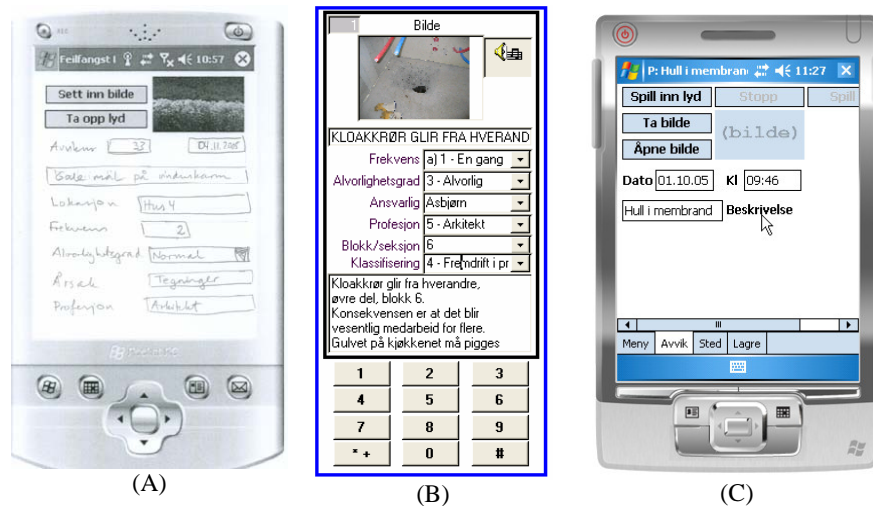 Feilfangst I
10:57
Sett inn bilde
Ta opp lyd
Avviksnr 33 04.11.2005
Gale mål på vinduskarm
Lokasjon Hus 4
Frekvens 2
Alvorlighetsgrad Normal
Årsak Tegninger
Profesjon Arkitekt
(A)
1 Bilde
KLOAKKRØR GLIR FRA HVERAND
Frekvens a) 1 - En gang
Alvorlighetsgrad 3 - Alvorlig
Ansvarlig Asbjørn
Profesjon 5 - Arkitekt
Blokk/seksjon 6
Klassifisering 4 - Fremdrift i pr
Kloakkrør glir fra hverandre,
øvre del, blokk 6.
Konsekvensen er at det blir
vesentlig medarbeid for flere.
Gulvet på kjøkkenet må pigges
1 2 3
4 5 6
7 8 9
* + 0 #
(B)
P: Hull i membran 11:27
Spill inn lyd Stopp Spill
Ta bilde
(bilde)
Åpne bilde
Dato 01.10.05 Kl 09:46
Hull i membrand Beskrivelse
Meny Avvik Sted Lagre
(C)